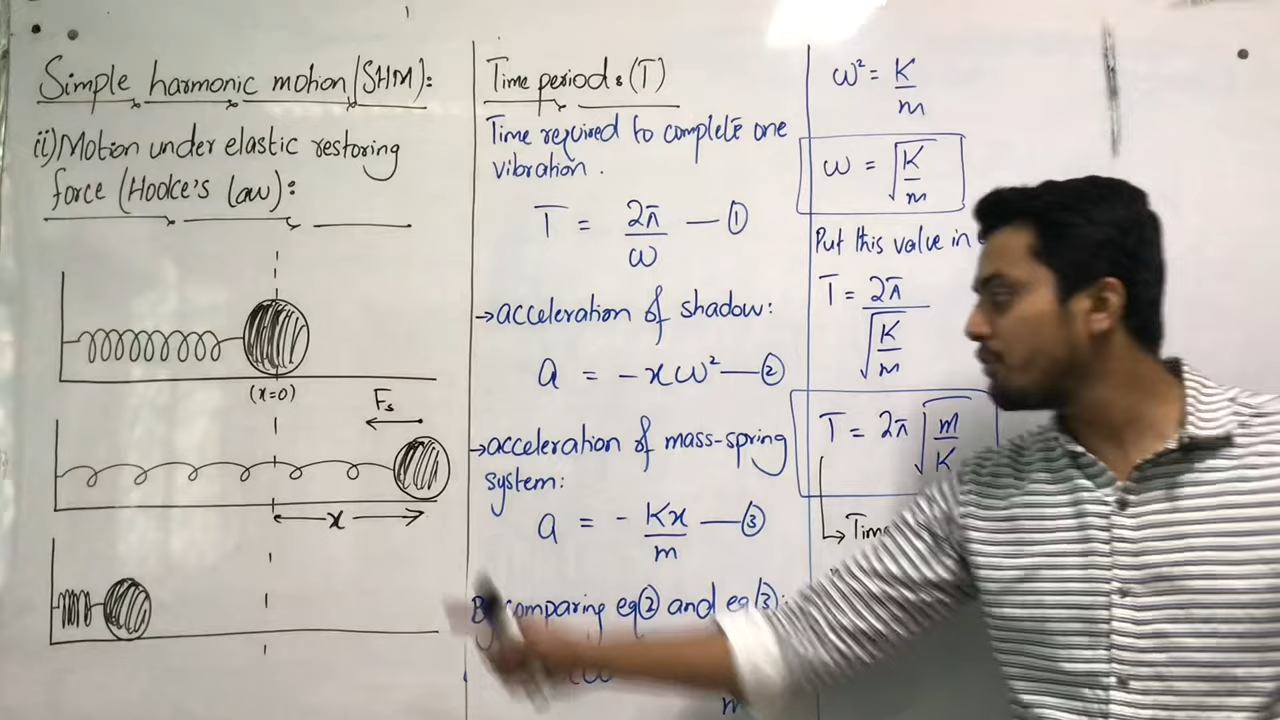 Simple harmonic motion (SHM):
ii) Motion under elastic restoring
force (Hooke's law):
(x=0)
Fs
x
Time period: (T)
Time required to complete one
vibration.
T = 2π/ω — ①
→ acceleration of shadow:
a = -xω² — ②
→ acceleration of mass-spring
system:
a = - Kx/m — ③
By comparing eq② and eq③:
ω² = K/m
ω = √(K/m)
Put this value in
T = 2π/√(K/m)
T = 2π √(m/K)